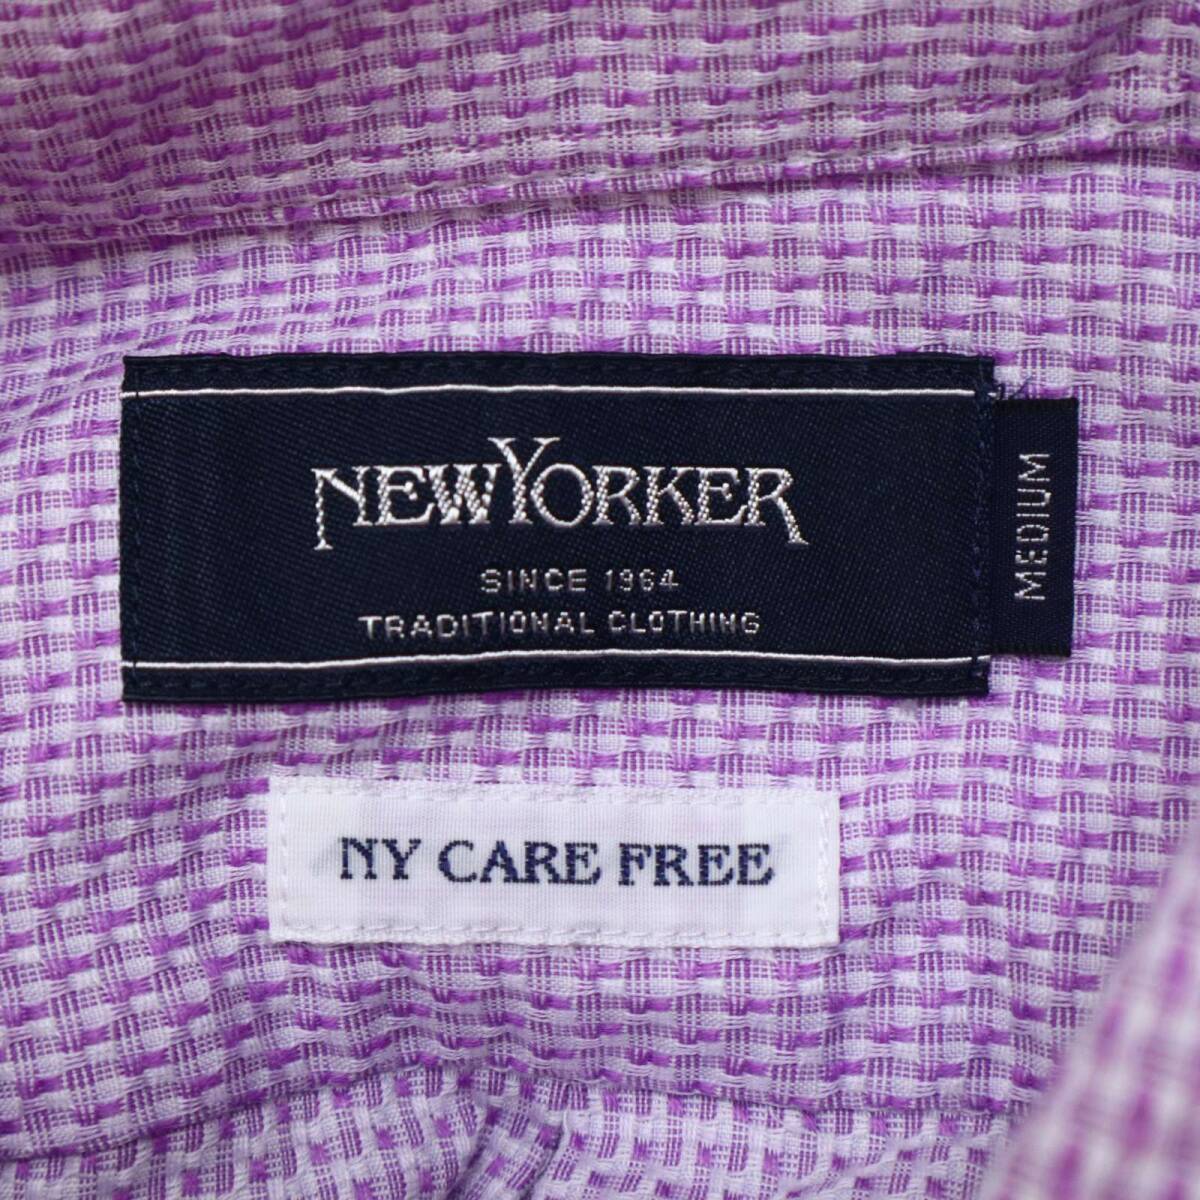 NEWYORKER
SINCE 1964
TRADITIONAL CLOTHING
MEDIUM
NY CARE FREE